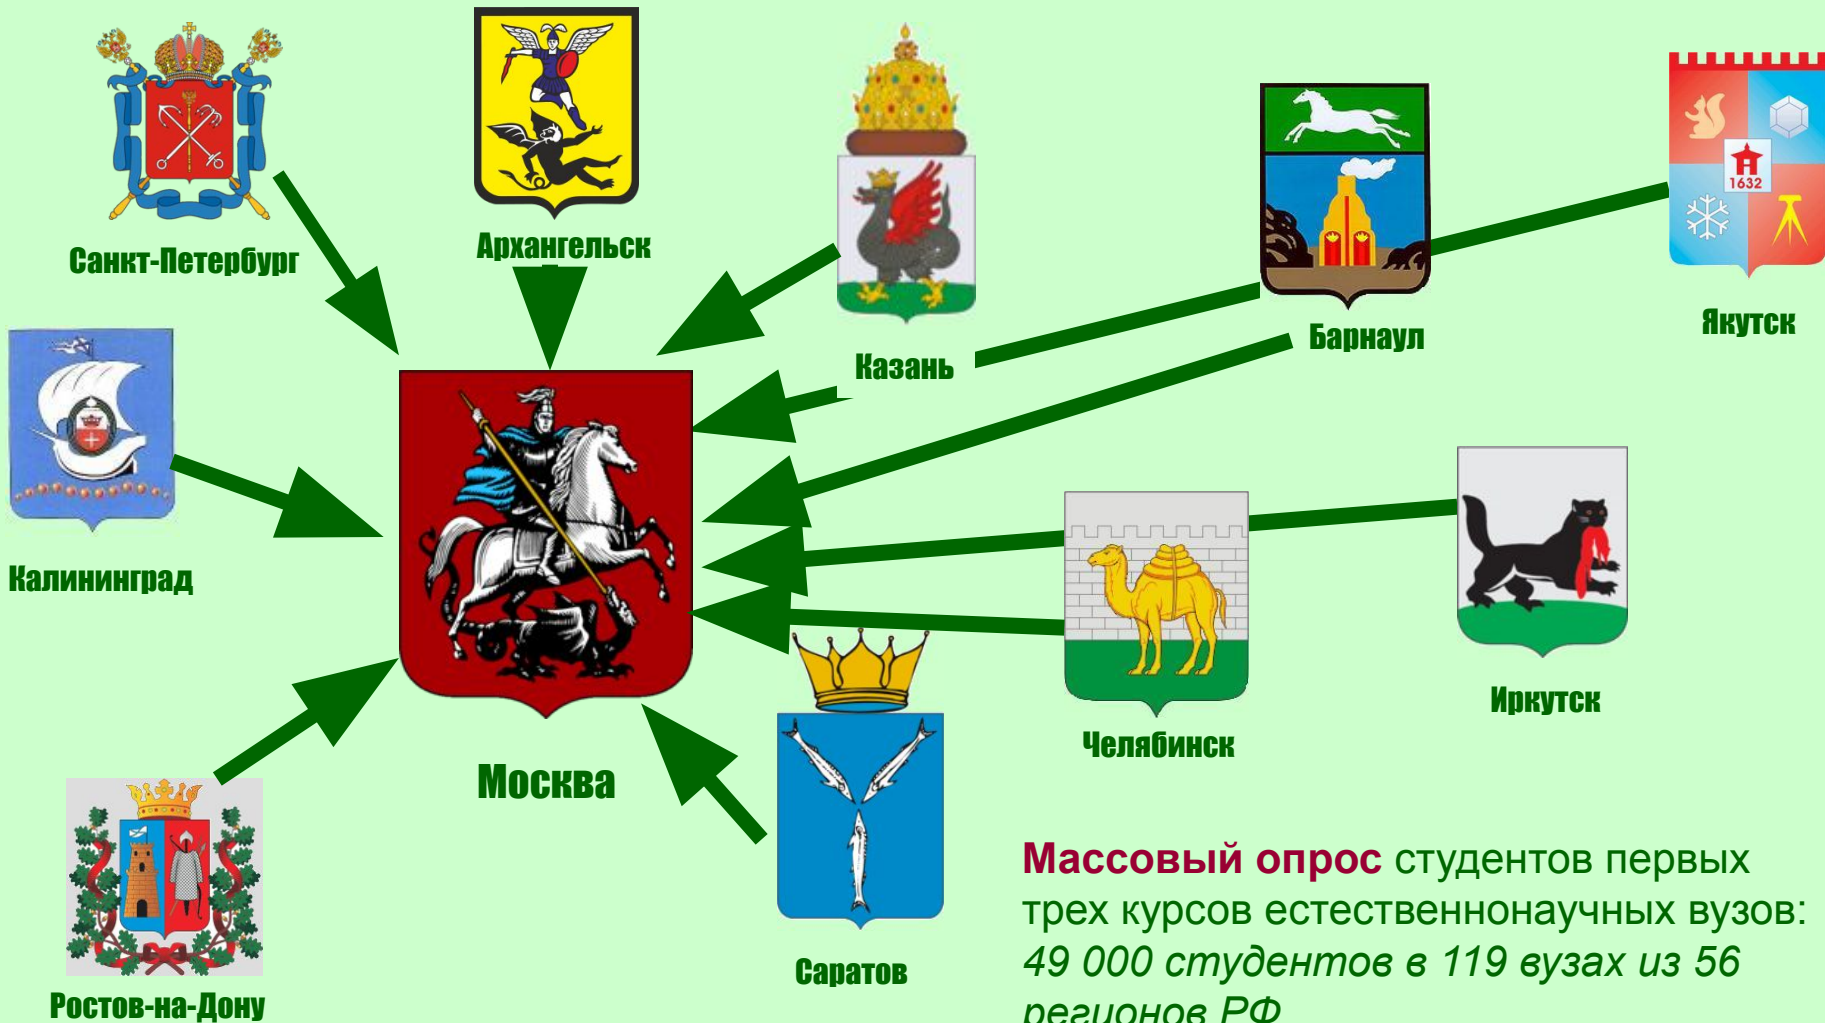 Санкт-Петербург
Архангельск
Казань
Барнаул
1632
Якутск
Калининград
Москва
Челябинск
Иркутск
Ростов-на-Дону
Саратов
Массовый опрос студентов первых
трех курсов естественнонаучных вузов:
49 000 студентов в 119 вузах из 56
регионов РФ